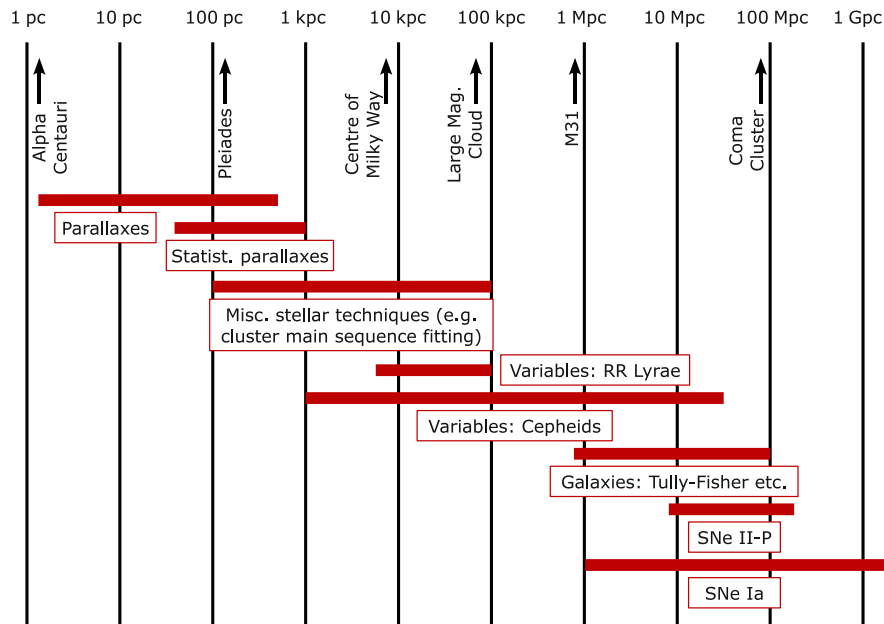 1 pc 10 pc 100 pc 1 kpc 10 kpc 100 kpc 1 Mpc 10 Mpc 100 Mpc 1 Gpc
Alpha
Centauri
Pleiades
Centre of
Milky Way
Large Mag.
Cloud
M31
Coma
Cluster
Parallaxes
Statist. parallaxes
Misc. stellar techniques (e.g.
cluster main sequence fitting)
Variables: RR Lyrae
Variables: Cepheids
Galaxies: Tully-Fisher etc.
SNe II-P
SNe Ia